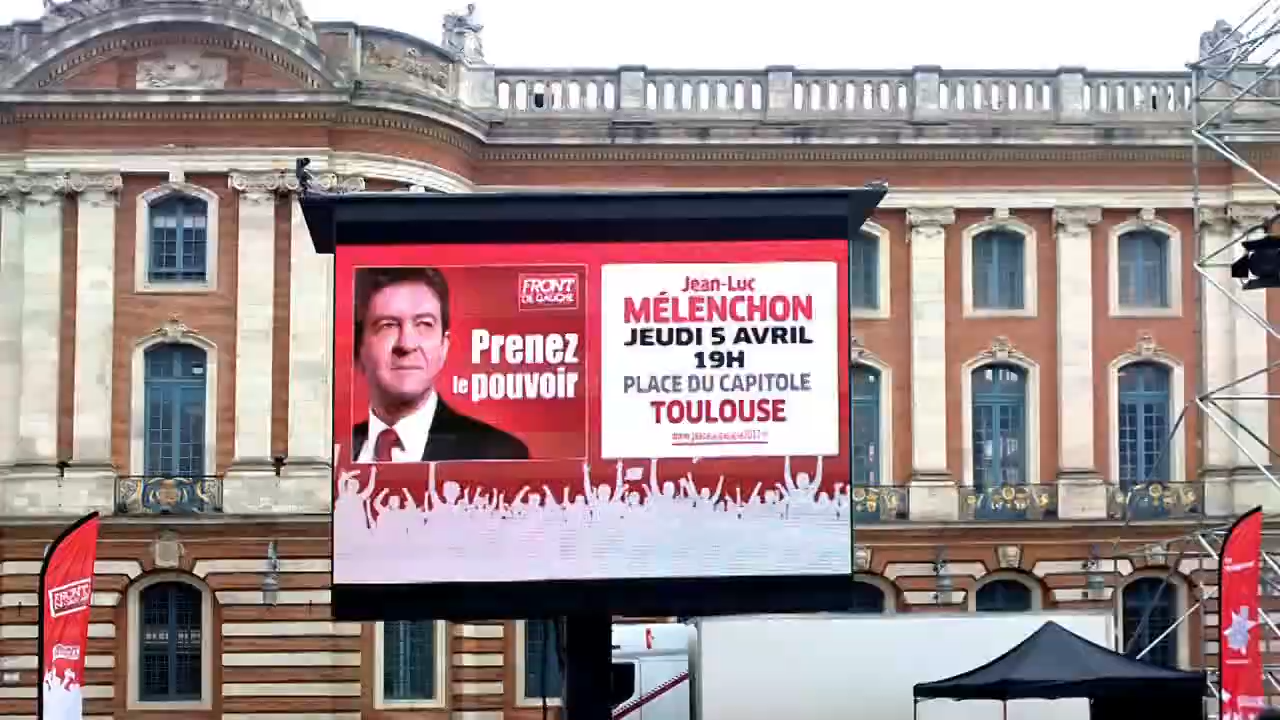 FRONT
DE GAUCHE
Prenez
le pouvoir
Jean-Luc
MÉLENCHON
JEUDI 5 AVRIL
19H
PLACE DU CAPITOLE
TOULOUSE
FRONT
DE GAUCHE
FRONT